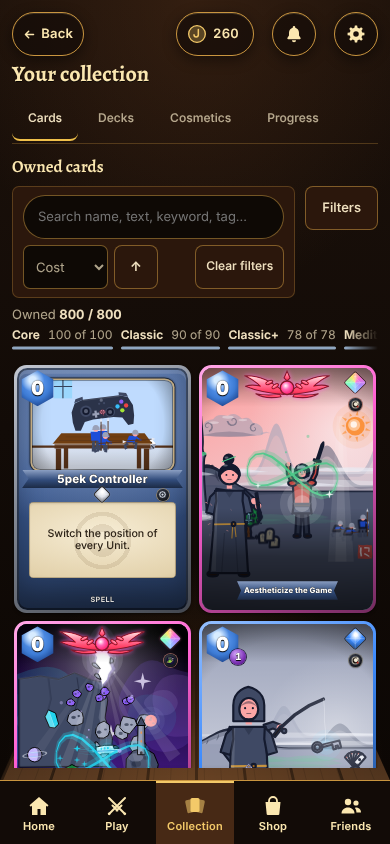 ← Back
J 260
Your collection
Cards Decks Cosmetics Progress
Owned cards
Search name, text, keyword, tag...
Filters
Cost
↑
Clear filters
Owned 800 / 800
Core 100 of 100 Classic 90 of 90 Classic+ 78 of 78
0
5pek Controller
Switch the position of
every Unit.
SPELL
0
Aestheticize the Game
0
0
1
Home Play Collection Shop Friends